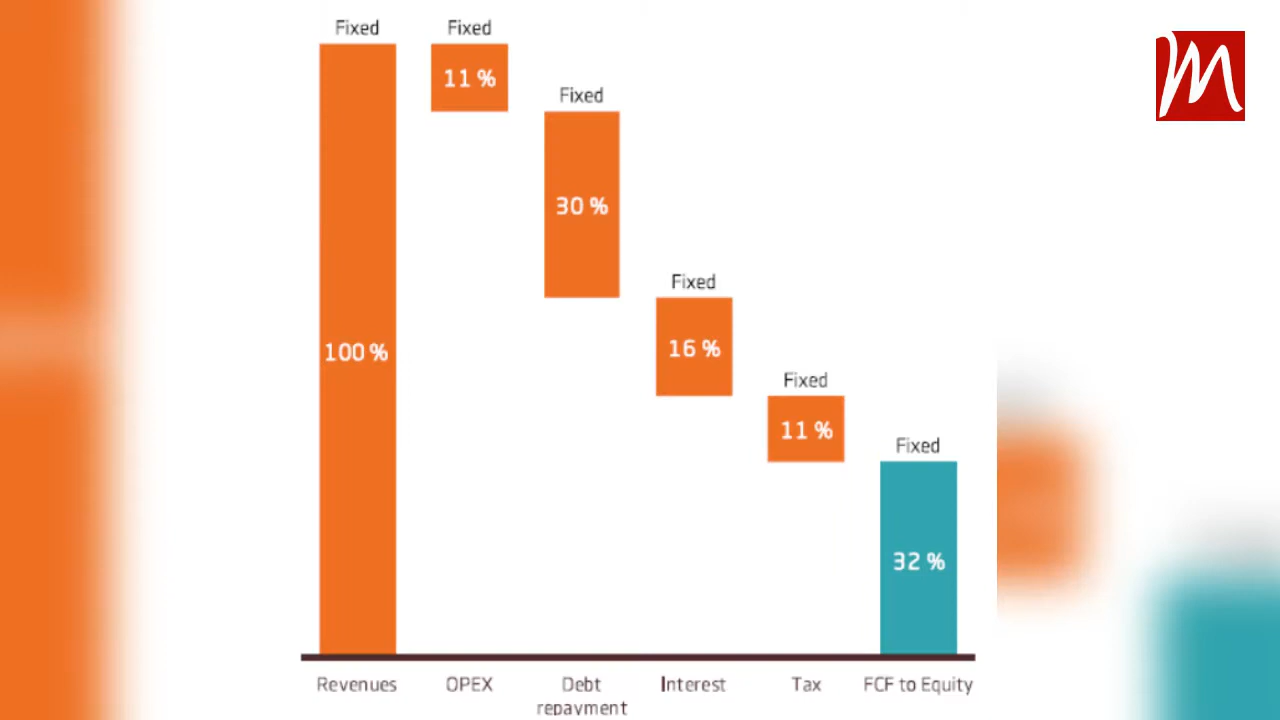 Fixed
Fixed
11 %
Fixed
30 %
Fixed
16 %
100 %
Fixed
11 %
Fixed
32 %
Revenues
OPEX
Debt
repayment
Interest
Tax
FCF to Equity
M